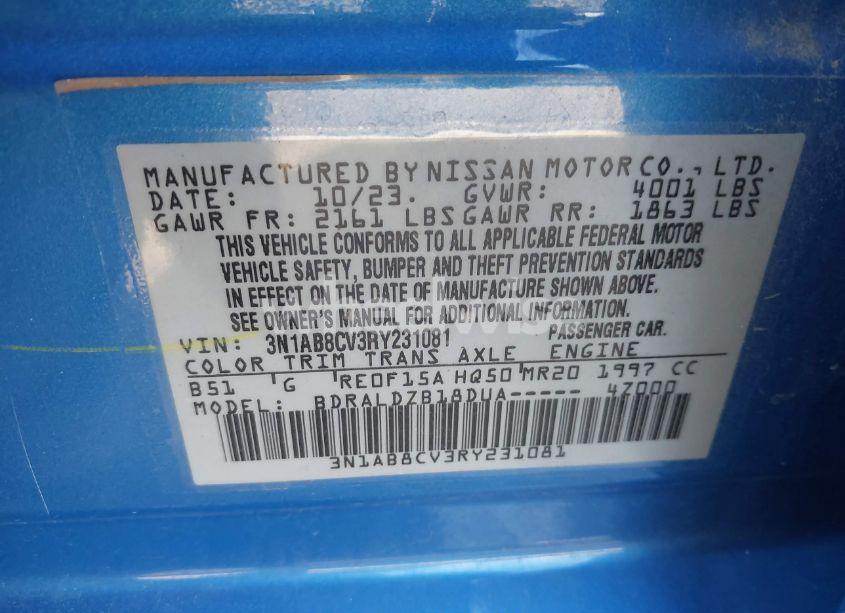 MANUFACTURED BY NISSAN MOTOR CO., LTD.
DATE: 10/23. GVWR: 4001 LBS
GAWR FR: 2161 LBS GAWR RR: 1863 LBS
THIS VEHICLE CONFORMS TO ALL APPLICABLE FEDERAL MOTOR
VEHICLE SAFETY, BUMPER AND THEFT PREVENTION STANDARDS
IN EFFECT ON THE DATE OF MANUFACTURE SHOWN ABOVE.
SEE OWNER'S MANUAL FOR ADDITIONAL INFORMATION.
VIN: 3N1AB8CV3RY231081 PASSENGER CAR.
COLOR TRIM TRANS AXLE ENGINE
B51 G RE0F15A HQ50 MR20 1997 CC
MODEL: BDRALDZB18DUA----- 4Z000
3N1AB8CV3RY231081